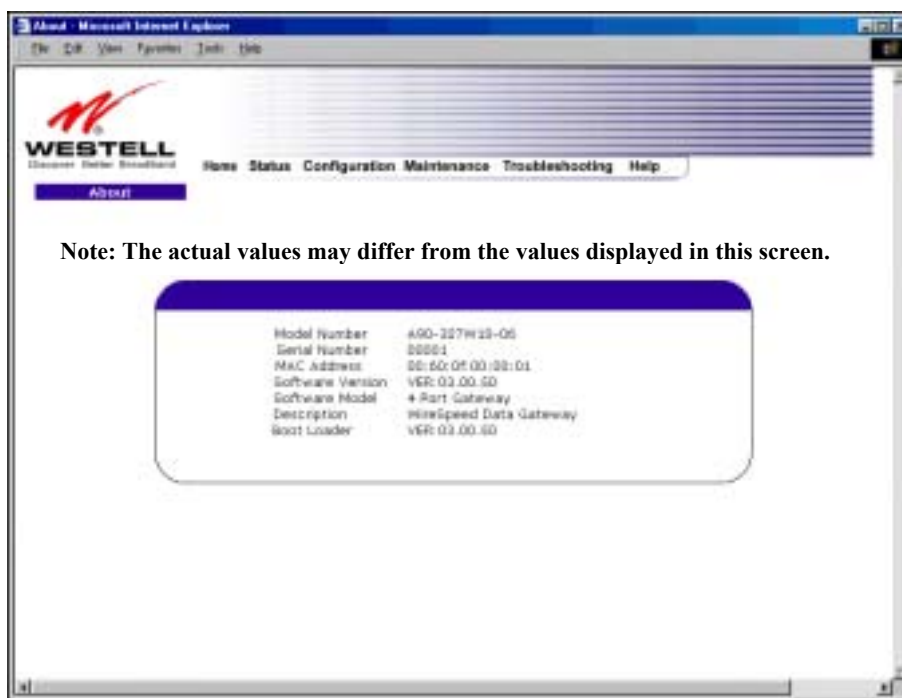 About - Microsoft Internet Explorer
File Edit View Favorites Tools Help
WESTELL
Discover Better Broadband
Home Status Configuration Maintenance Troubleshooting Help
About
Note: The actual values may differ from the values displayed in this screen.
Model Number
Serial Number 00001
MAC Address 00:60:0f:00:00:01
Software Version VER:03.00.50
Software Model 4 Port Gateway
Description WireSpeed Data Gateway
Boot Loader VER:03.00.50